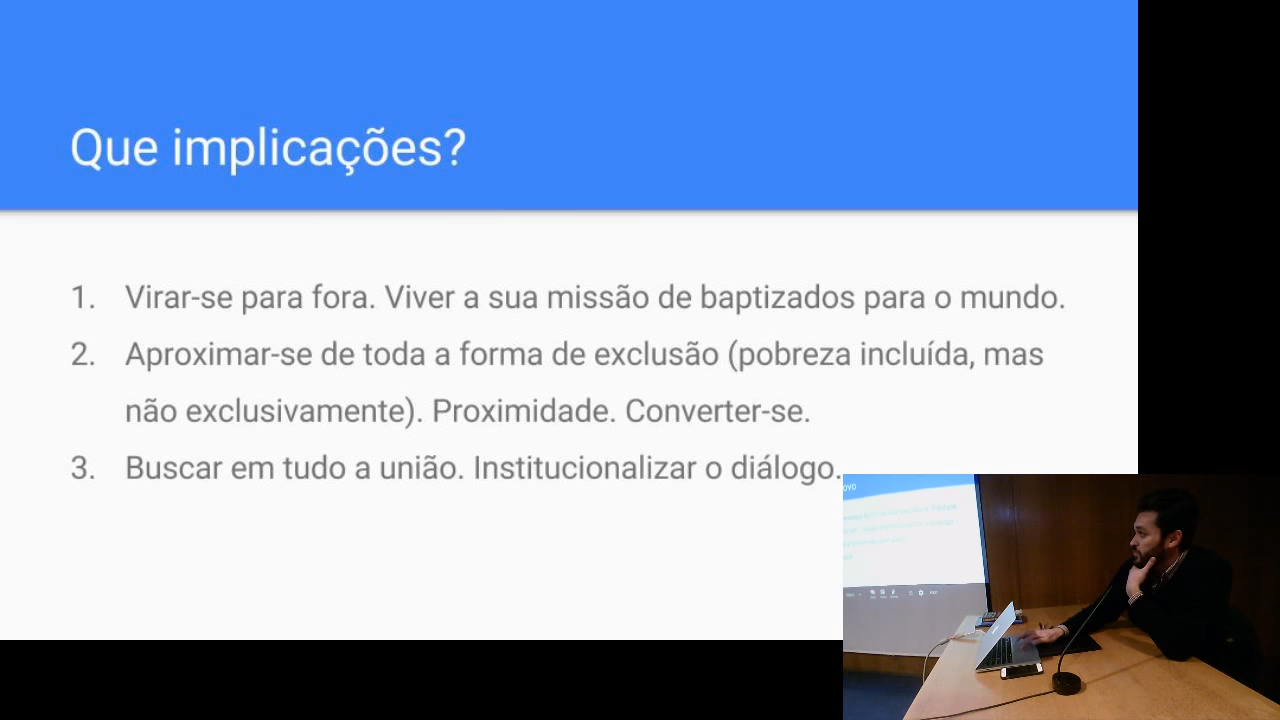 Que implicações?
1. Virar-se para fora. Viver a sua missão de baptizados para o mundo.
2. Aproximar-se de toda a forma de exclusão (pobreza incluída, mas
não exclusivamente). Proximidade. Converter-se.
3. Buscar em tudo a união. Institucionalizar o diálogo.